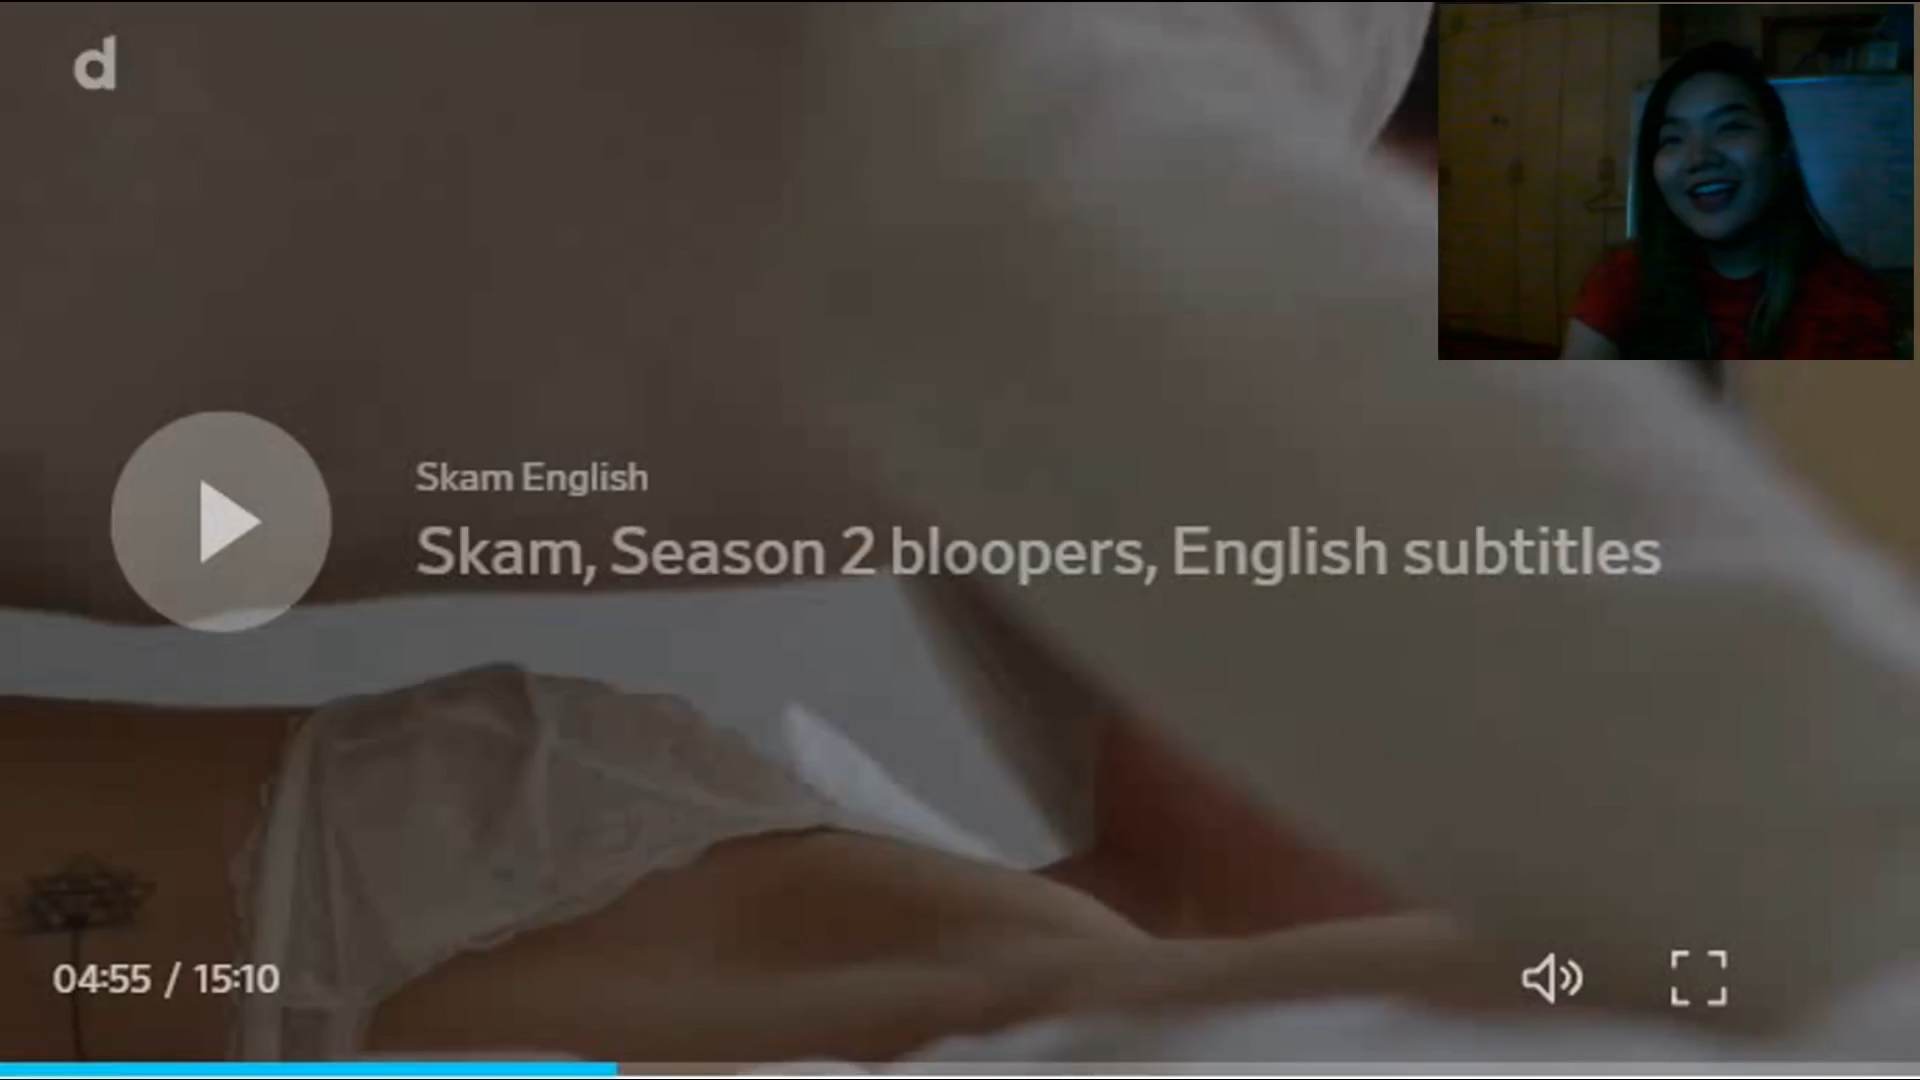 d
Skam English
Skam, Season 2 bloopers, English subtitles
04:55 / 15:10